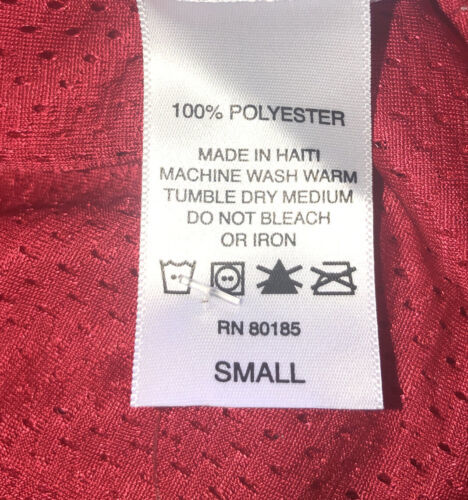 100% POLYESTER
MADE IN HAITI
MACHINE WASH WARM
TUMBLE DRY MEDIUM
DO NOT BLEACH
OR IRON
RN 80185
SMALL